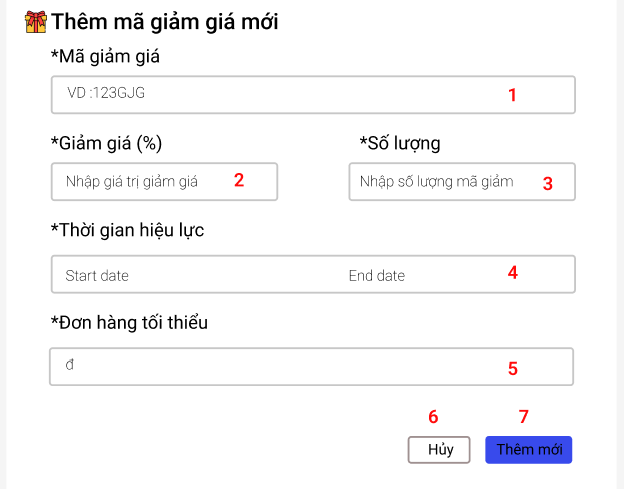 Thêm mã giảm giá mới
*Mã giảm giá
VD :123GJG 1
*Giảm giá (%) *Số lượng
Nhập giá trị giảm giá 2 Nhập số lượng mã giảm 3
*Thời gian hiệu lực
Start date End date 4
*Đơn hàng tối thiểu
đ 5
6 7
Hủy Thêm mới